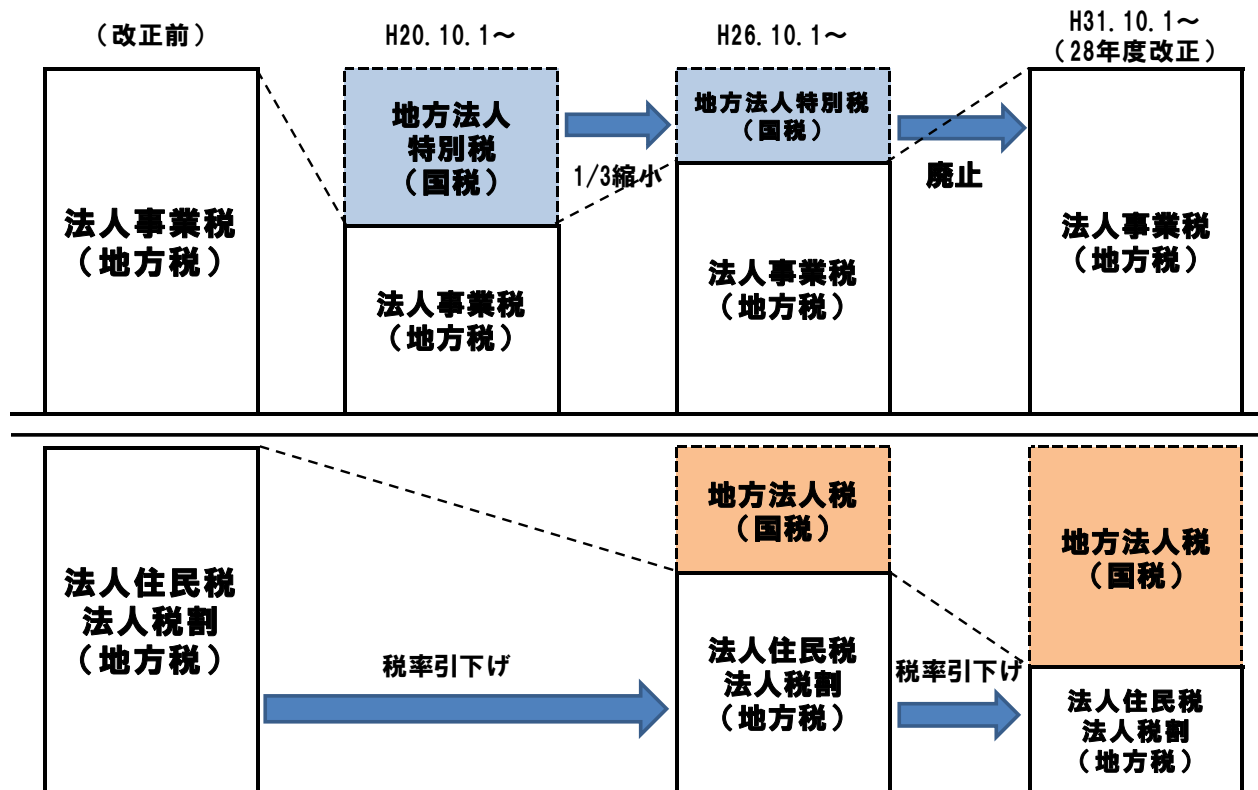 （改正前）
H20.10.1～
H26.10.1～
H31.10.1～
（28年度改正）
法人事業税
（地方税）
地方法人
特別税
（国税）
法人事業税
（地方税）
1/3縮小
地方法人特別税
（国税）
法人事業税
（地方税）
廃止
法人事業税
（地方税）
法人住民税
法人税割
（地方税）
税率引下げ
地方法人税
（国税）
法人住民税
法人税割
（地方税）
税率引下げ
地方法人税
（国税）
法人住民税
法人税割
（地方税）